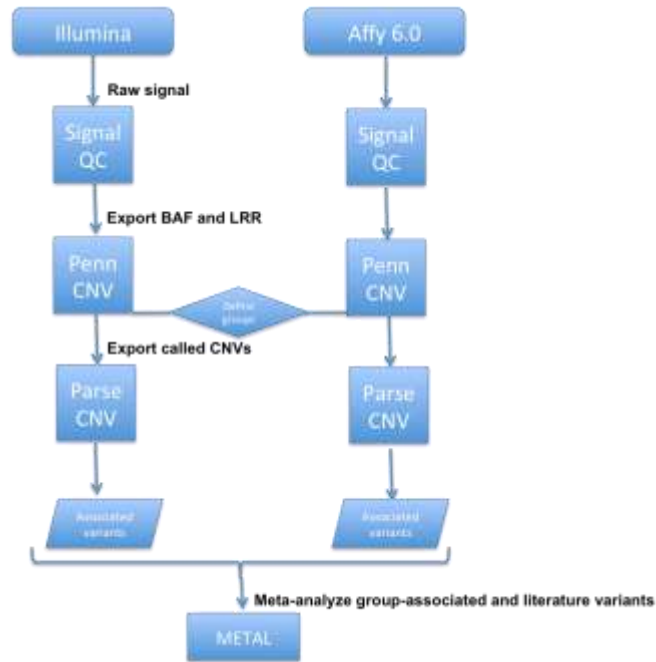 Illumina
Affy 6.0
Raw signal
Signal
QC
Signal
QC
Export BAF and LRR
Penn
CNV
Penn
CNV
Define
groups
Export called CNVs
Parse
CNV
Parse
CNV
Associated
variants
Associated
variants
Meta-analyze group-associated and literature variants
METAL